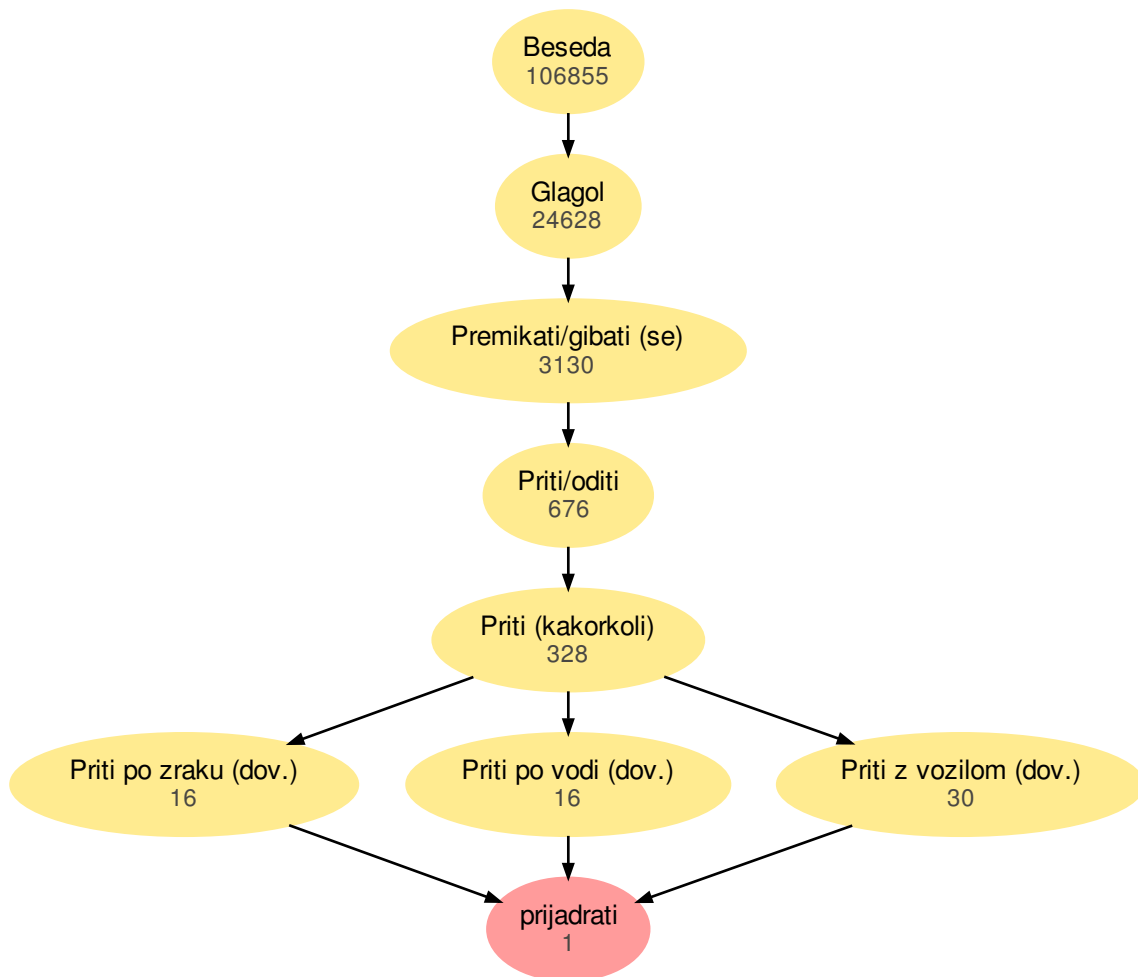 Beseda
106855
Glagol
24628
Premikati/gibati (se)
3130
Priti/oditi
676
Priti (kakorkoli)
328
Priti po zraku (dov.)
16
Priti po vodi (dov.)
16
Priti z vozilom (dov.)
30
prijadrati
1